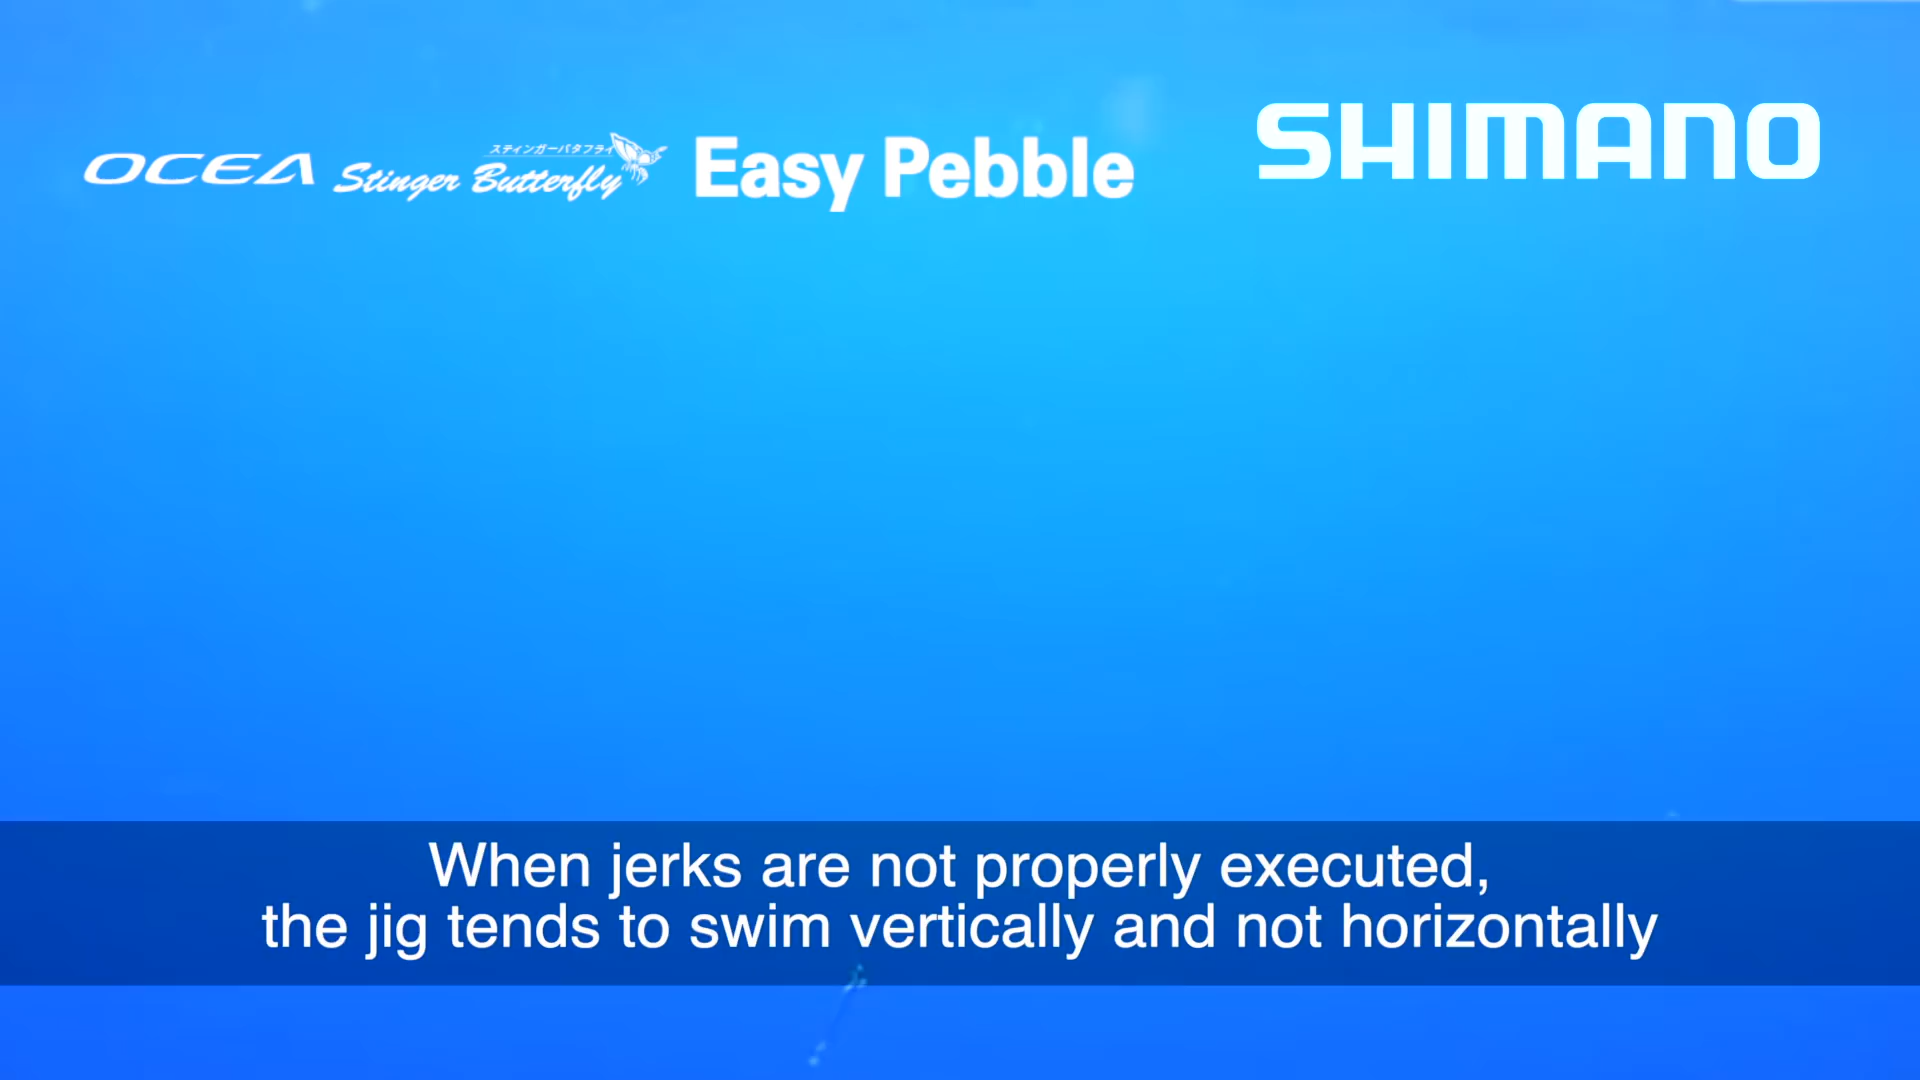 OCEA
スティンガーバタフライ
Stinger Butterfly
Easy Pebble
SHIMANO
When jerks are not properly executed,
the jig tends to swim vertically and not horizontally